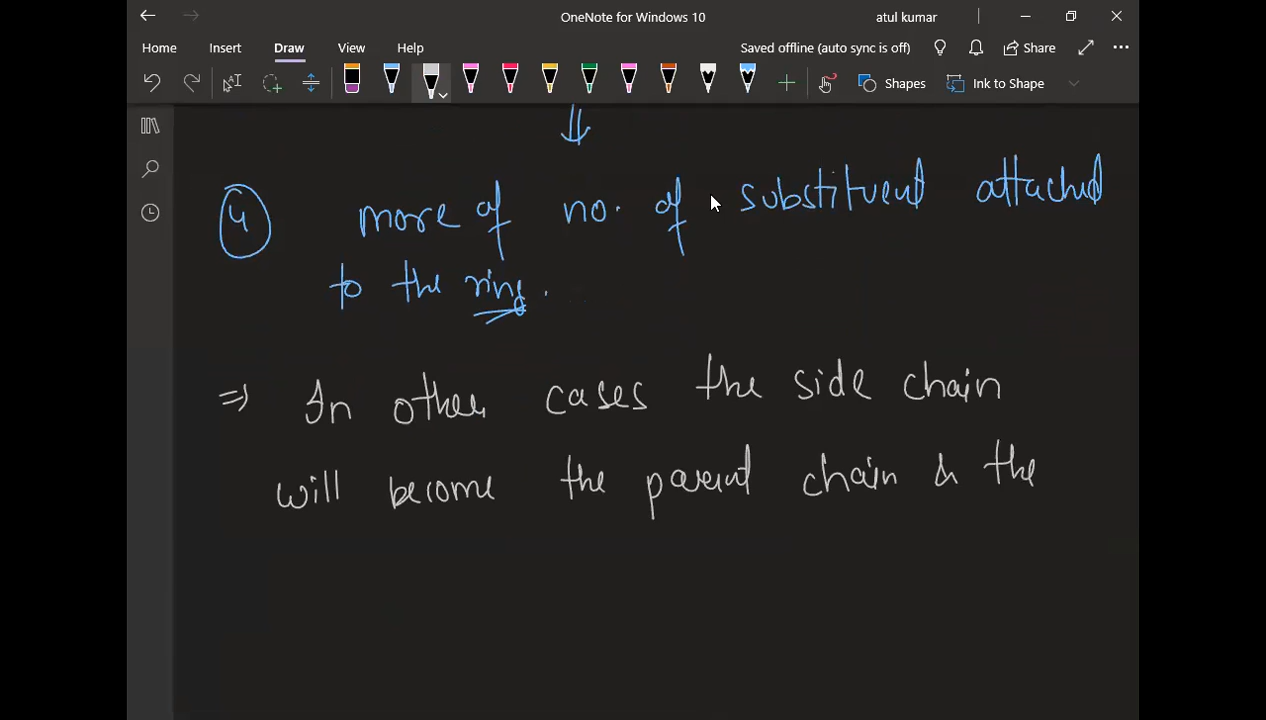 OneNote for Windows 10
atul kumar
Home Insert Draw View Help
Saved offline (auto sync is off)
Share
Shapes
Ink to Shape
4 more of no. of substituent attached
to the ring.
⇒ In other cases the side chain
will become the parent chain & the